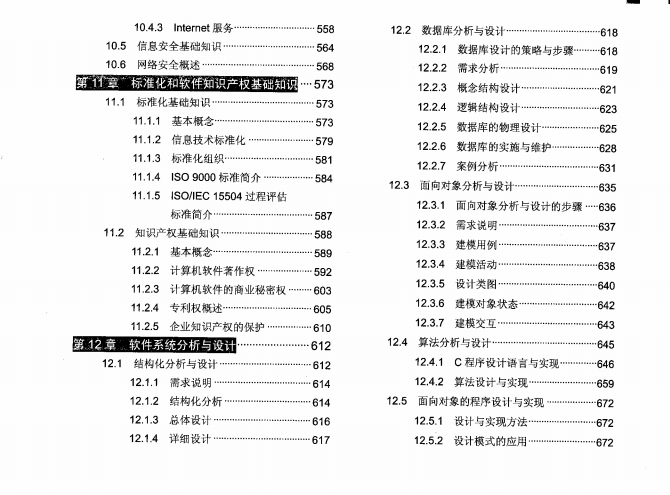 10.4.3 Internet 服务 558
10.5 信息安全基础知识 564
10.6 网络安全概述 568
第 11 章 标准化和软件知识产权基础知识 573
11.1 标准化基础知识 573
11.1.1 基本概念 573
11.1.2 信息技术标准化 579
11.1.3 标准化组织 581
11.1.4 ISO 9000 标准简介 584
11.1.5 ISO/IEC 15504 过程评估
标准简介 587
11.2 知识产权基础知识 588
11.2.1 基本概念 589
11.2.2 计算机软件著作权 592
11.2.3 计算机软件的商业秘密权 603
11.2.4 专利权概述 605
11.2.5 企业知识产权的保护 610
第 12 章 软件系统分析与设计 612
12.1 结构化分析与设计 612
12.1.1 需求说明 614
12.1.2 结构化分析 614
12.1.3 总体设计 616
12.1.4 详细设计 617
12.2 数据库分析与设计 618
12.2.1 数据库设计的策略与步骤 618
12.2.2 需求分析 619
12.2.3 概念结构设计 621
12.2.4 逻辑结构设计 623
12.2.5 数据库的物理设计 625
12.2.6 数据库的实施与维护 628
12.2.7 案例分析 631
12.3 面向对象分析与设计 635
12.3.1 面向对象分析与设计的步骤 636
12.3.2 需求说明 637
12.3.3 建模用例 637
12.3.4 建模活动 638
12.3.5 设计类图 640
12.3.6 建模对象状态 642
12.3.7 建模交互 643
12.4 算法分析与设计 645
12.4.1 C 程序设计语言与实现 646
12.4.2 算法设计与实现 659
12.5 面向对象的程序设计与实现 672
12.5.1 设计与实现方法 672
12.5.2 设计模式的应用 672